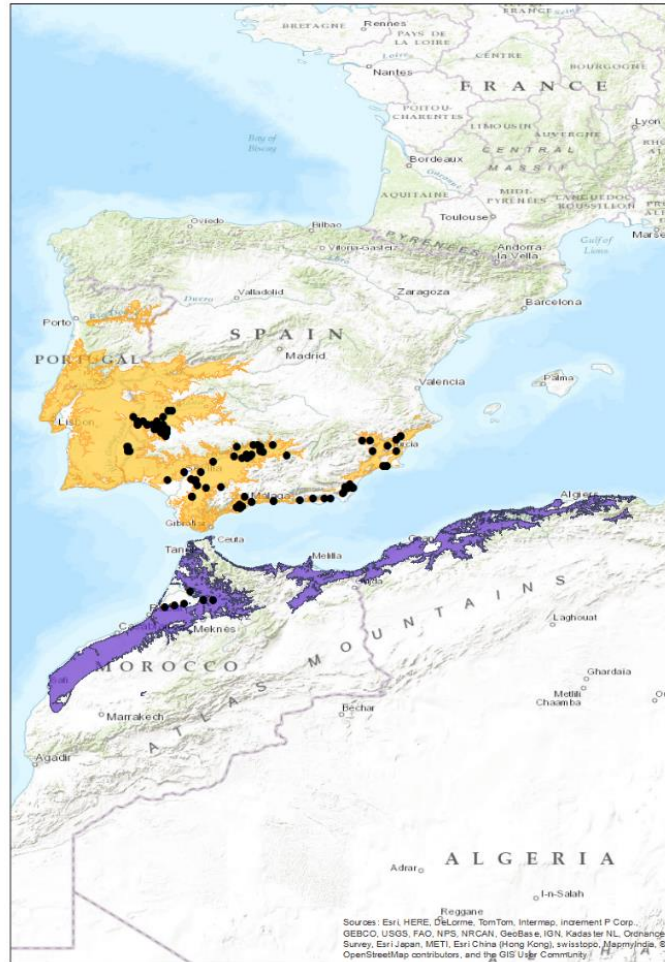 BRETAGNE
Rennes
PAYS DE
LA LOIRE
Nantes
CENTRE
BOURGOGNE
FRANCE
POITOU-
CHARENTES
LIMOUSIN
AUVERGNE
Lyon
CENTRAL
MASSIF
Bay of
Biscay
Bordeaux
Garonne
AQUITAINE
MIDI-
PYRÉNÉES
LANGUEDOC-
ROUSSILLON
Toulouse
Gulf of
Lions
Oviedo
Bilbao
Vitoria-Gasteiz
PYRENEES
Andorra
la Vella
Valladolid
Duero
Zaragoza
Barcelona
Porto
SPAIN
Madrid
PORTUGAL
Valencia
Palma
Lisbon
Málaga
Gibraltar
Ceuta
Algiers
Melilla
Meknès
MOROCCO
Marrakech
ATLAS MOUNTAINS
Laghouat
Ghardaia
Metlili
Chaamba
Bechar
Agadir
ALGERIA
Adrar
I-n-Salah
Reggane
Sources: Esri, HERE, DeLorme, TomTom, Intermap, increment P Corp.,
GEBCO, USGS, FAO, NPS, NRCAN, GeoBase, IGN, Kadaster NL, Ordnance
Survey, Esri Japan, METI, Esri China (Hong Kong), swisstopo, MapmyIndia, ©
OpenStreetMap contributors, and the GIS User Community